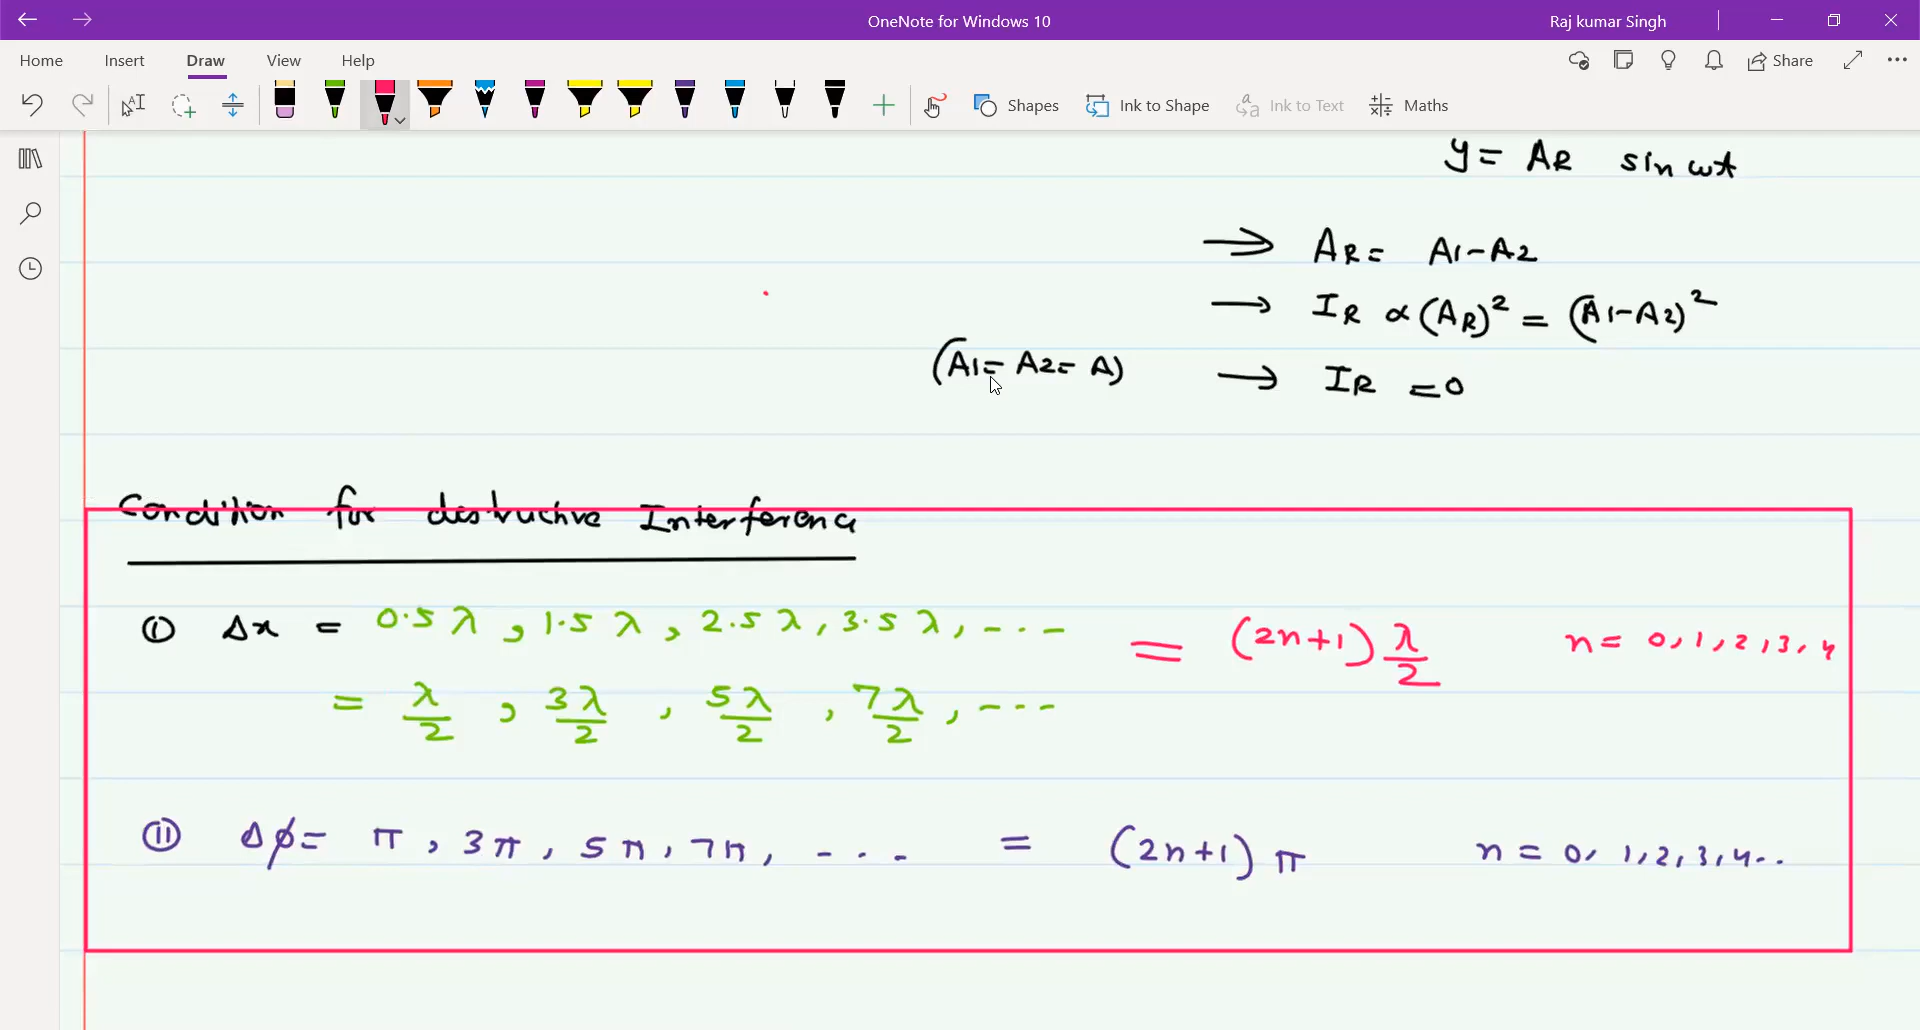 OneNote for Windows 10
Raj kumar Singh
Home Insert Draw View Help
Share
Shapes Ink to Shape Ink to Text Maths
y = AR sin ωt
→ AR = A1-A2
→ IR ∝ (AR)² = (A1-A2)²
(A1= A2= A) → IR =0
Condition for destructive Interference
① Δx = 0.5 λ, 1.5 λ, 2.5 λ, 3.5 λ, ---- = (2n+1) λ/2 n = 0, 1, 2, 3, 4
= λ/2, 3λ/2, 5λ/2, 7λ/2, ---
⑪ Δϕ = π, 3π, 5π, 7π, - - - = (2n+1) π n = 0, 1, 2, 3, 4..